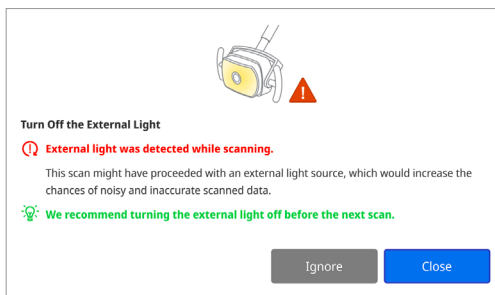 Turn Off the External Light
External light was detected while scanning.
This scan might have proceeded with an external light source, which would increase the
chances of noisy and inaccurate scanned data.
We recommend turning the external light off before the next scan.
Ignore Close